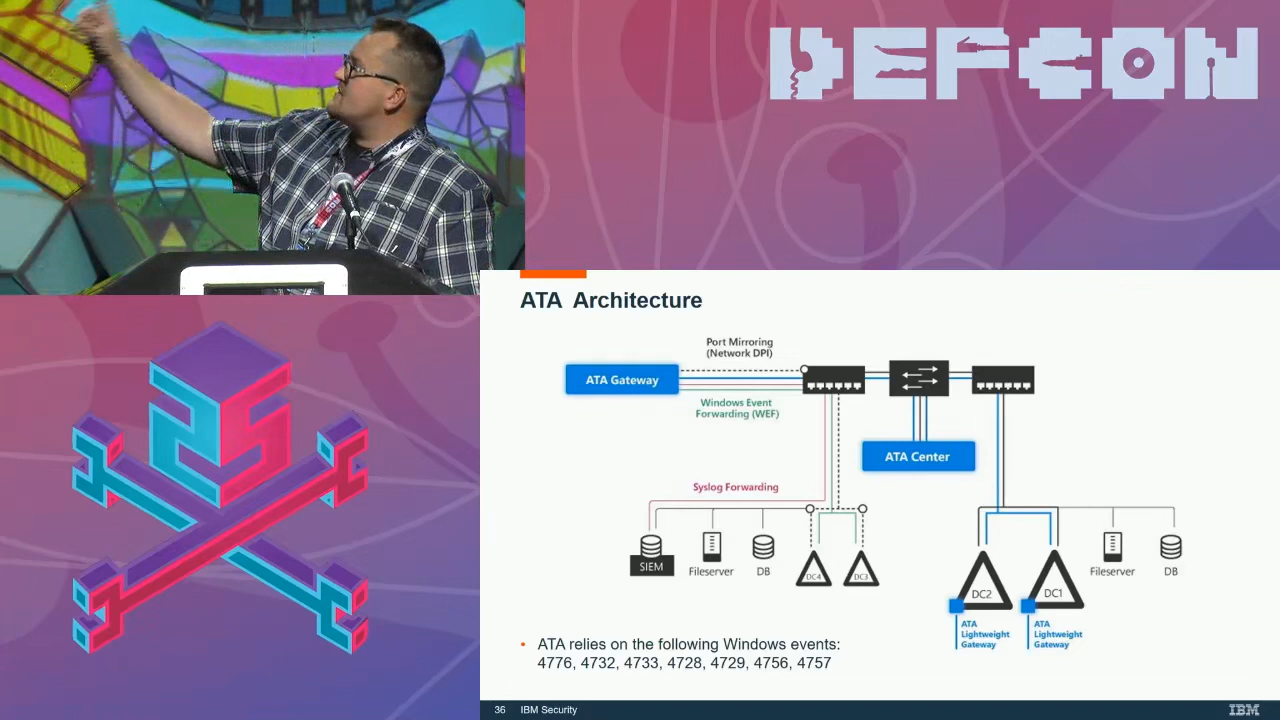 DEFCON
ATA Architecture
Port Mirroring
(Network DPI)
ATA Gateway
Windows Event
Forwarding (WEF)
ATA Center
Syslog Forwarding
SIEM
Fileserver
DB
DC4
DC3
DC2
DC1
Fileserver
DB
ATA
Lightweight
Gateway
ATA
Lightweight
Gateway
• ATA relies on the following Windows events:
4776, 4732, 4733, 4728, 4729, 4756, 4757
36 IBM Security
IBM
25